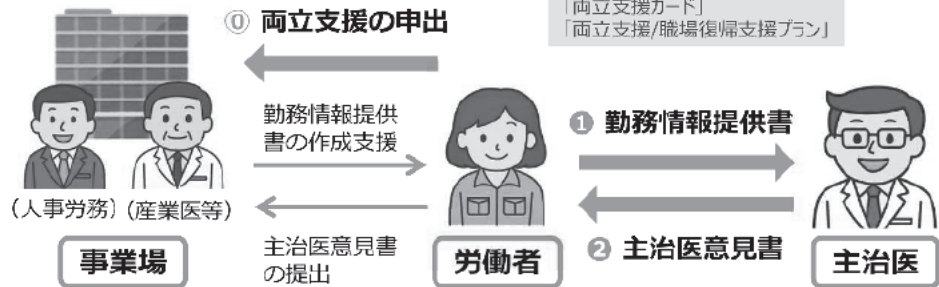 「両立支援カード」
「両立支援/職場復帰支援プラン」
⓪ 両立支援の申出
勤務情報提供
書の作成支援
❶ 勤務情報提供書
(人事労務) (産業医等)
主治医意見書
の提出
❷ 主治医意見書
事業場
労働者
主治医